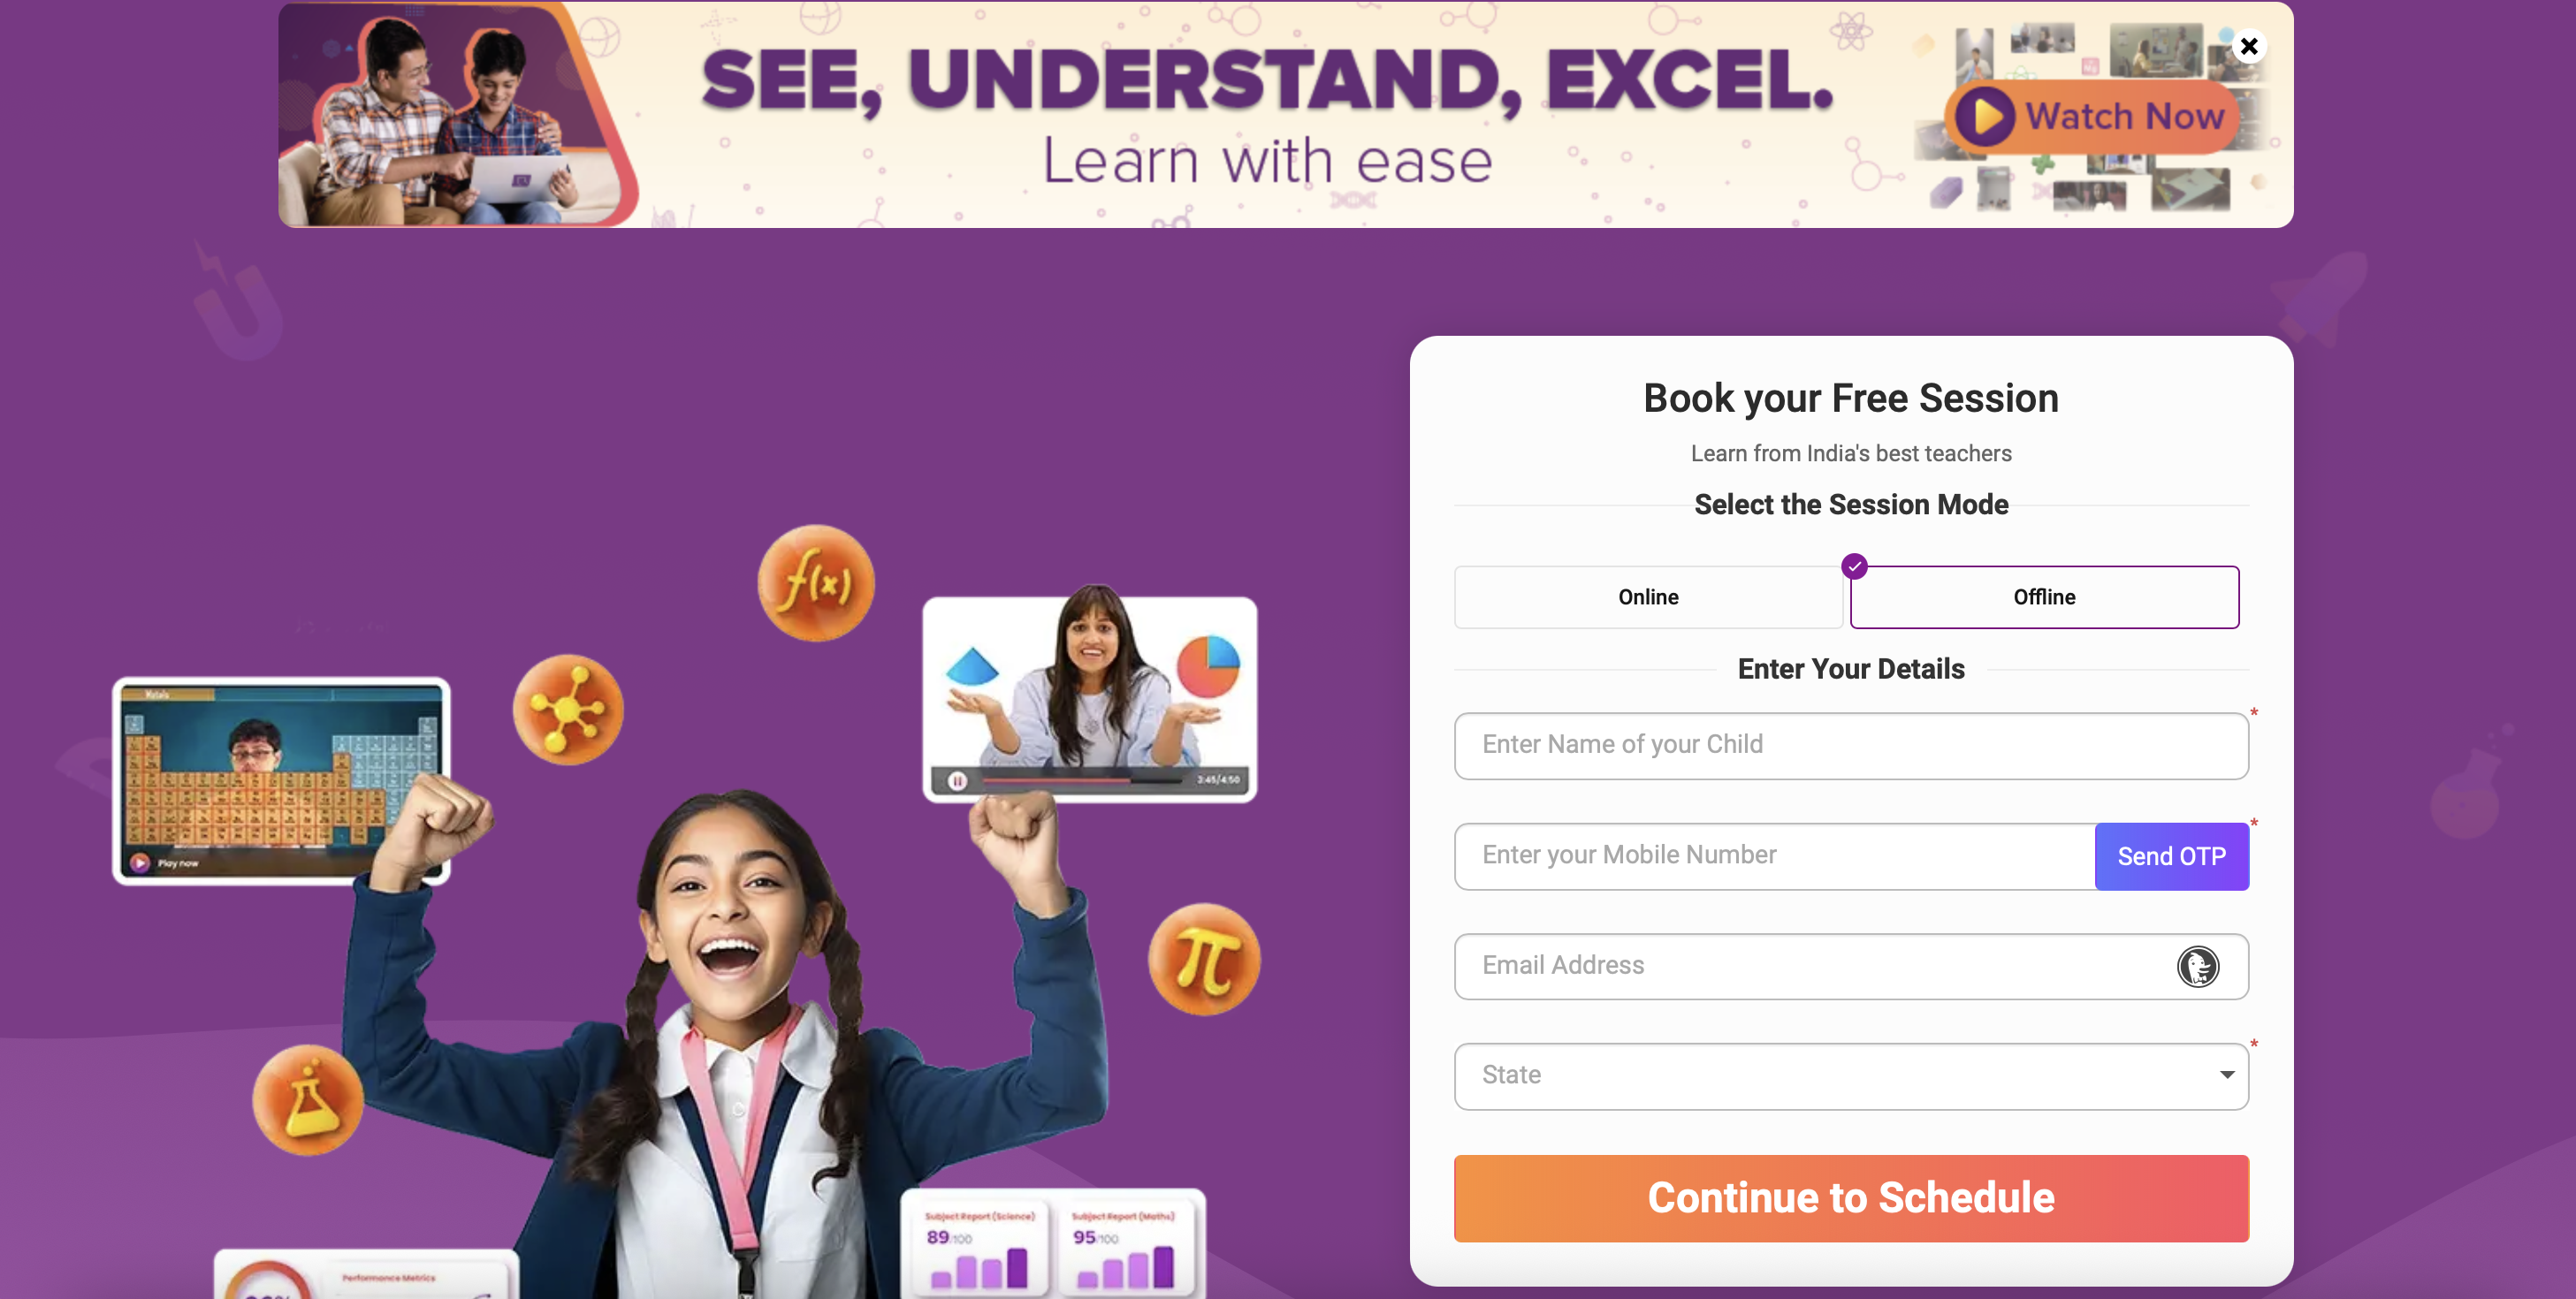 SEE, UNDERSTAND, EXCEL.
Learn with ease
Watch Now
Book your Free Session
Learn from India's best teachers
Select the Session Mode
Online
Offline
Enter Your Details
Enter Name of your Child
*
Enter your Mobile Number
Send OTP
*
Email Address
State
*
Continue to Schedule
f(x)
Metals
Play now
3:45/4:50
π
Subject Report (Science)
89/100
Subject Report (Maths)
95/100
Performance Metrics